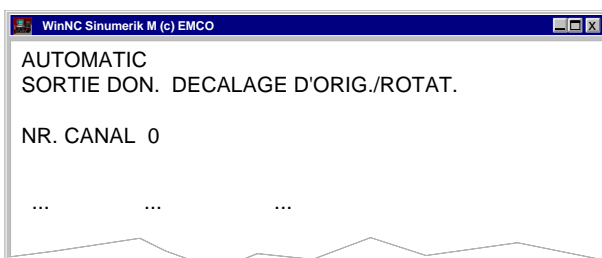 WinNC Sinumerik M (c) EMCO
AUTOMATIC
SORTIE DON. DECALAGE D'ORIG./ROTAT.
NR. CANAL 0
... ... ...